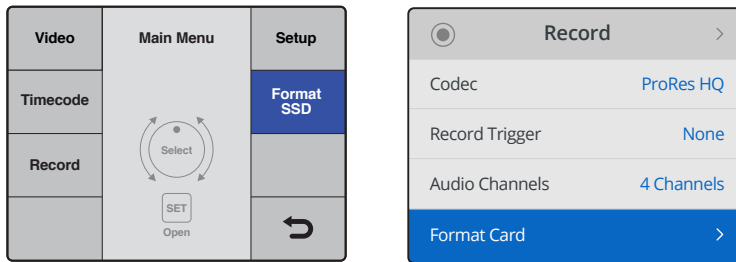 Video
Main Menu
Setup
Timecode
Format
SSD
Select
Record
SET
Open
Record
Codec
ProRes HQ
Record Trigger
None
Audio Channels
4 Channels
Format Card